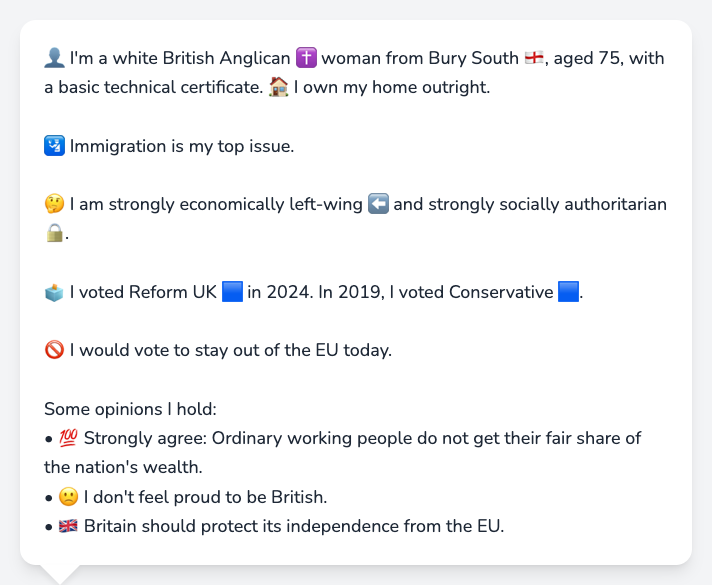 👤 I'm a white British Anglican ✝️ woman from Bury South 🏴󠁧󠁢󠁥󠁮󠁧󠁿, aged 75, with
a basic technical certificate. 🏠 I own my home outright.
🛂 Immigration is my top issue.
🤔 I am strongly economically left-wing ⬅️ and strongly socially authoritarian
🔒.
🗳️ I voted Reform UK 🟦 in 2024. In 2019, I voted Conservative 🟦.
🚫 I would vote to stay out of the EU today.
Some opinions I hold:
• 💯 Strongly agree: Ordinary working people do not get their fair share of
the nation's wealth.
• 🙁 I don't feel proud to be British.
• 🇬🇧 Britain should protect its independence from the EU.